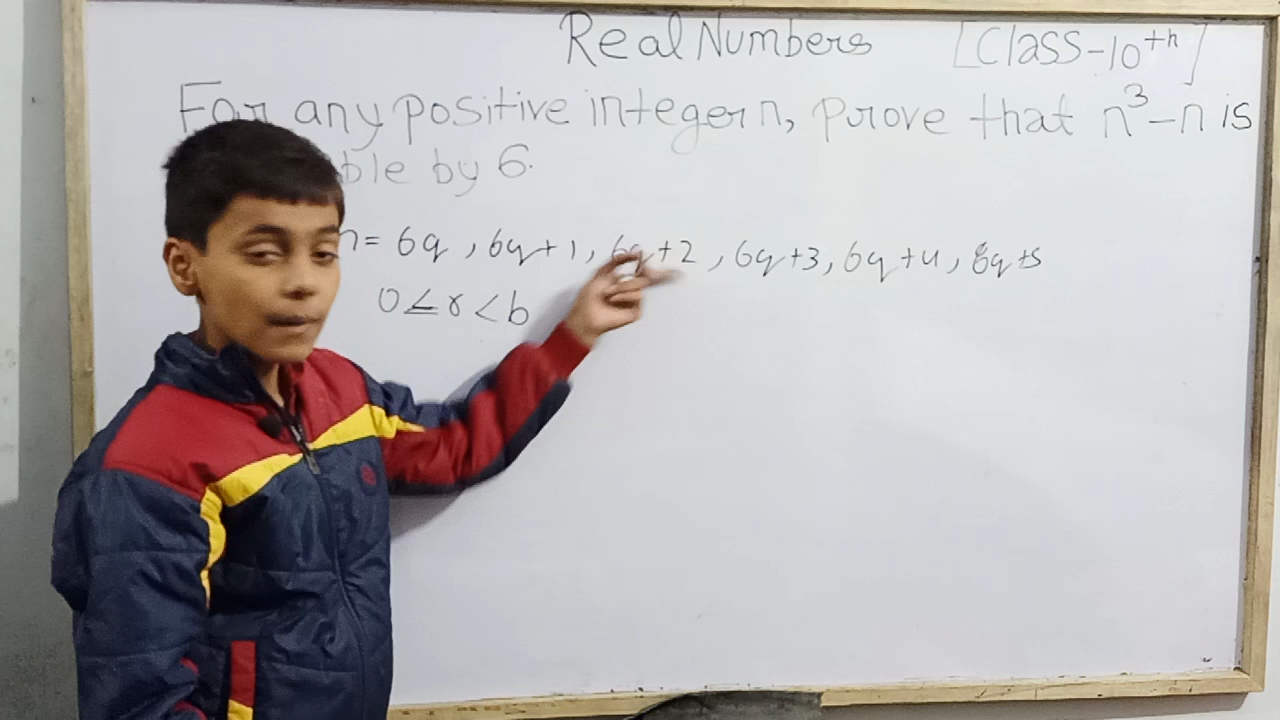 Real Numbers [Class-10th]
For any positive integer n, prove that n³-n is
ble by 6.
n= 6q, 6q+1, 6q+2, 6q+3, 6q+4, 6q+5
0≤r<b